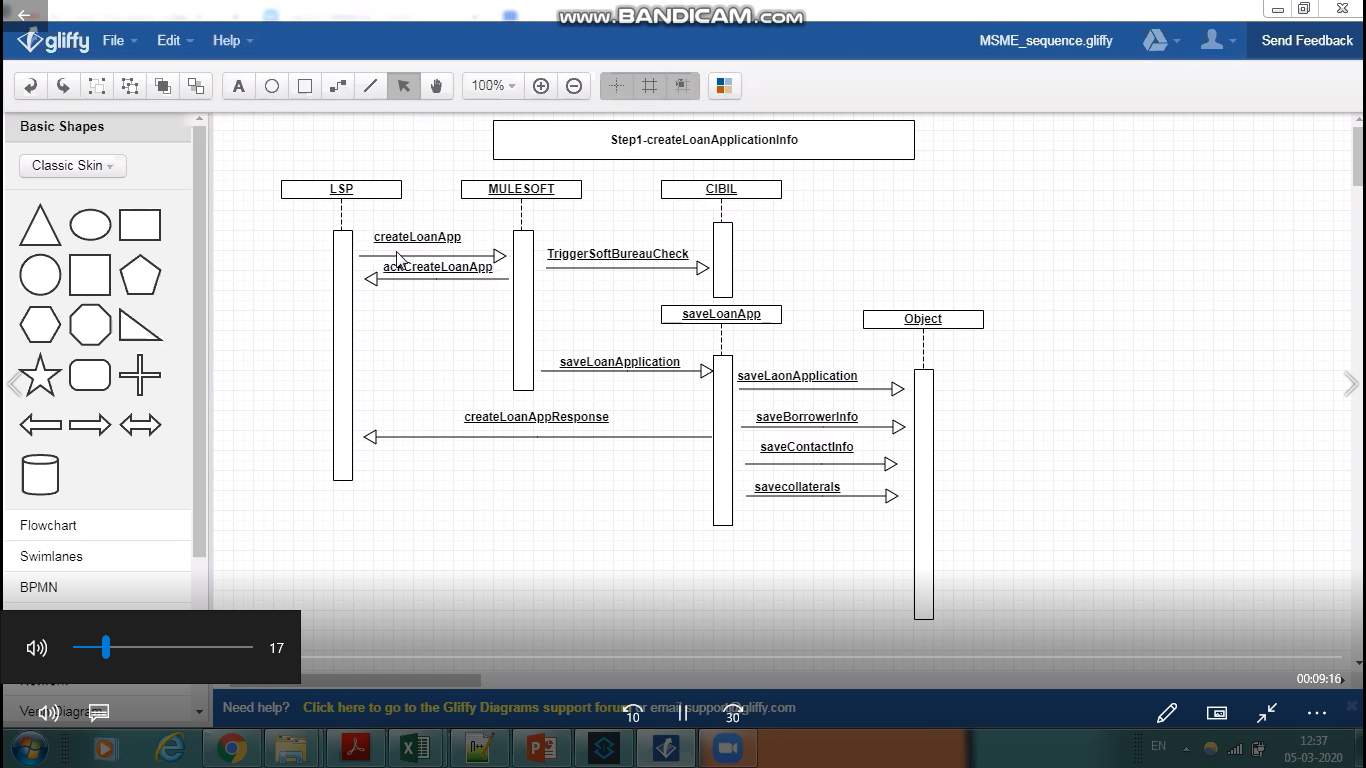 www.BANDICAM.com
gliffy File Edit Help MSME_sequence.gliffy Send Feedback
A 100%
Basic Shapes
Classic Skin
Step1-createLoanApplicationInfo
LSP MULESOFT CIBIL
createLoanApp
TriggerSoftBureauCheck
ackCreateLoanApp
saveLoanApp
Object
saveLoanApplication
saveLaonApplication
createLoanAppResponse
saveBorrowerInfo
saveContactInfo
savecollaterals
Flowchart
Swimlanes
BPMN
17
00:09:16
Need help? Click here to go to the Gliffy Diagrams support forum or email support@gliffy.com
10 30
EN
12:37
05-03-2020